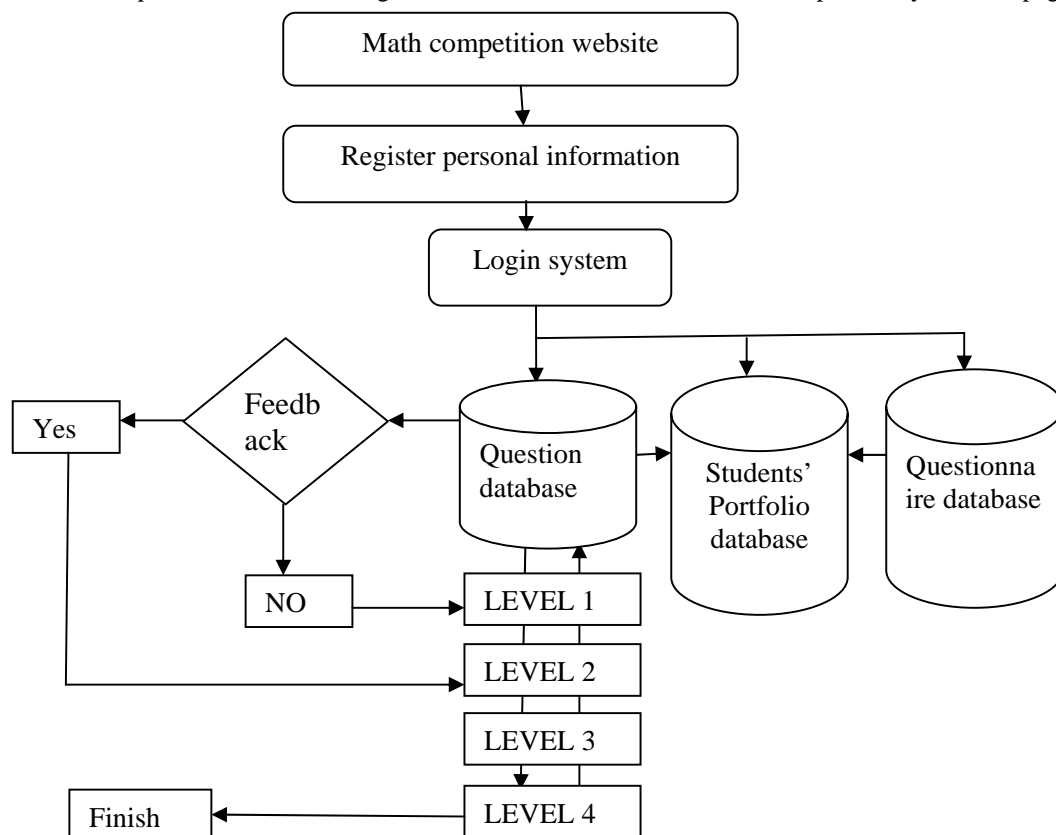 Math competition website
Register personal information
Login system
Feedb
ack
Yes
Question
database
Students’
Portfolio
database
Questionna
ire database
NO
LEVEL 1
LEVEL 2
LEVEL 3
LEVEL 4
Finish